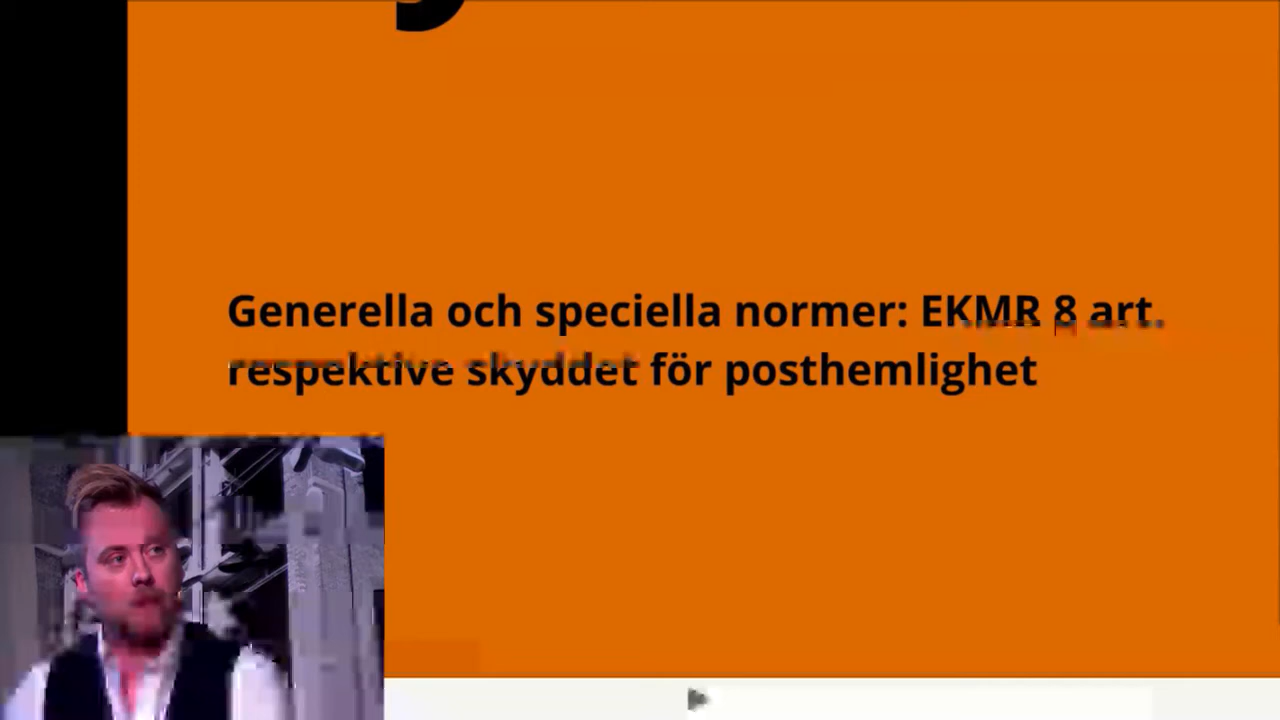 Generella och speciella normer: EKMR 8 art.
respektive skyddet för posthemlighet